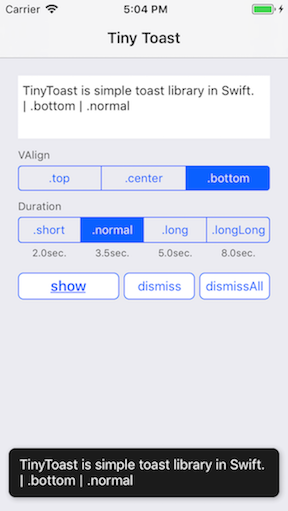 Carrier 5:04 PM
Tiny Toast
TinyToast is simple toast library in Swift.
| .bottom | .normal
VAlign
.top .center .bottom
Duration
.short .normal .long .longLong
2.0sec. 3.5sec. 5.0sec. 8.0sec.
show dismiss dismissAll
TinyToast is simple toast library in Swift.
| .bottom | .normal